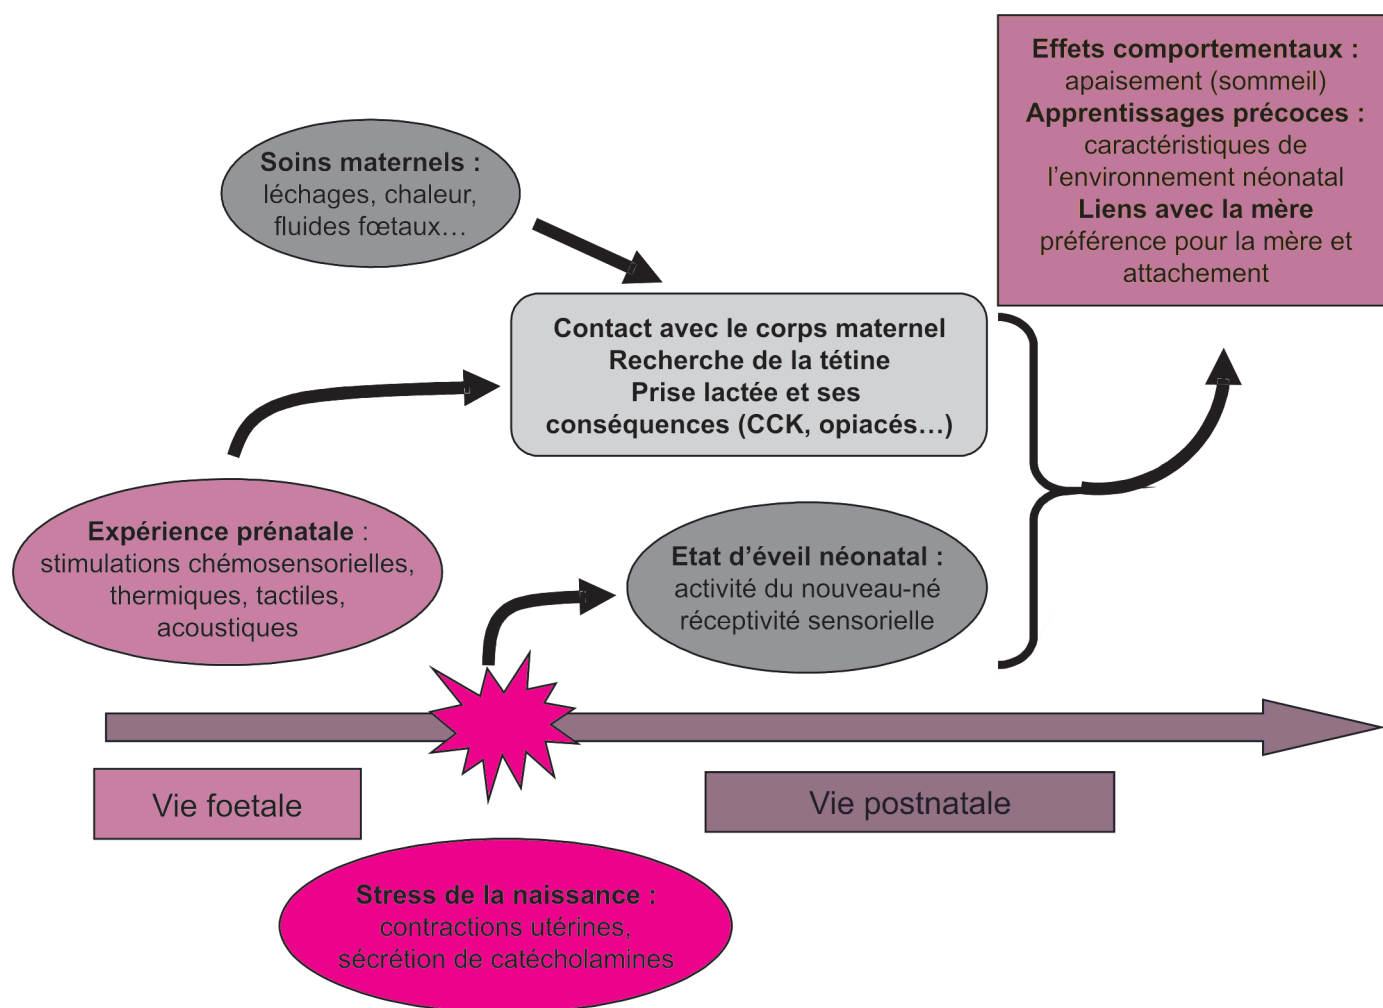 Effets comportementaux :
apaisement (sommeil)
Apprentissages précoces :
caractéristiques de
l’environnement néonatal
Liens avec la mère
préférence pour la mère et
attachement
Soins maternels :
léchages, chaleur,
fluides fœtaux…
Contact avec le corps maternel
Recherche de la tétine
Prise lactée et ses
conséquences (CCK, opiacés…)
Expérience prénatale :
stimulations chémosensorielles,
thermiques, tactiles,
acoustiques
Etat d’éveil néonatal :
activité du nouveau-né
réceptivité sensorielle
Vie foetale
Vie postnatale
Stress de la naissance :
contractions utérines,
sécrétion de catécholamines